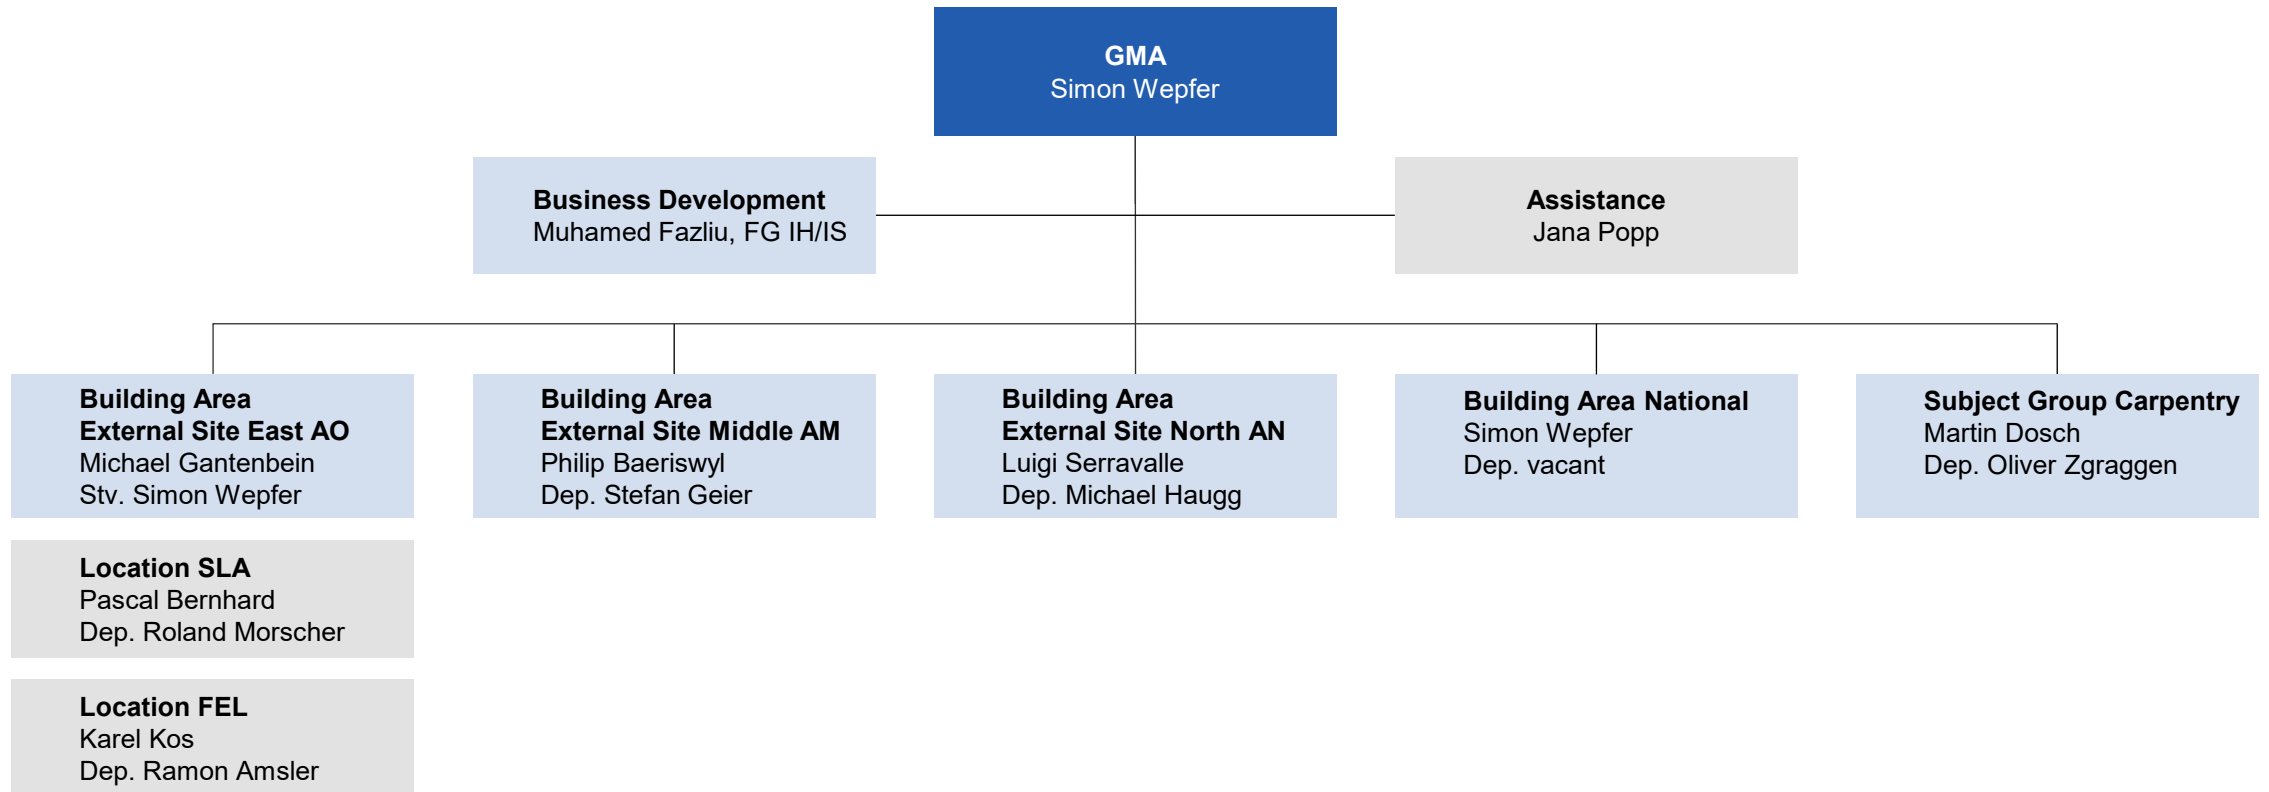 GMA
Simon Wepfer
Business Development
Muhamed Fazliu, FG IH/IS
Assistance
Jana Popp
Building Area
External Site East AO
Michael Gantenbein
Stv. Simon Wepfer
Building Area
External Site Middle AM
Philip Baeriswyl
Dep. Stefan Geier
Building Area
External Site North AN
Luigi Serravalle
Dep. Michael Haugg
Building Area National
Simon Wepfer
Dep. vacant
Subject Group Carpentry
Martin Dosch
Dep. Oliver Zgraggen
Location SLA
Pascal Bernhard
Dep. Roland Morscher
Location FEL
Karel Kos
Dep. Ramon Amsler